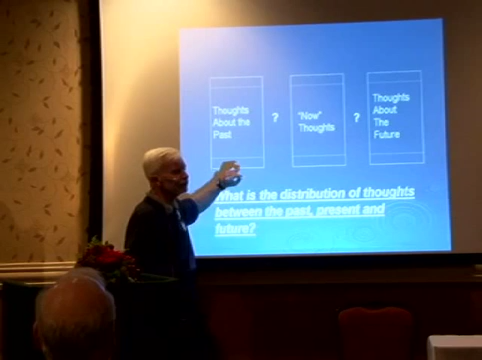 Thoughts
About the
Past
?
"Now"
Thoughts
?
Thoughts
About
The
Future
What is the distribution of thoughts
between the past, present and
future?